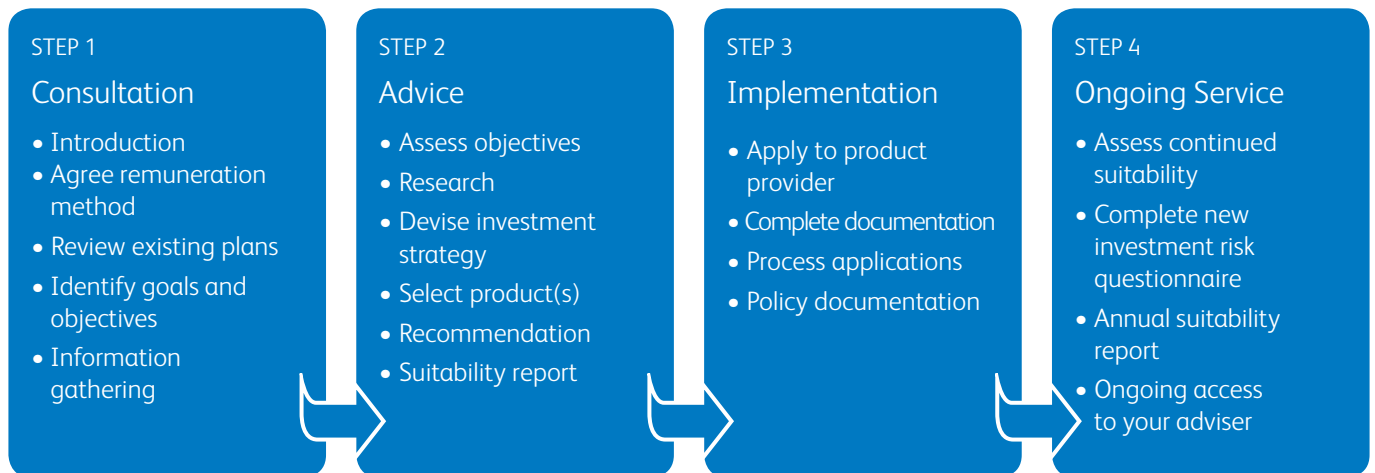 STEP 1
Consultation
• Introduction
• Agree remuneration
method
• Review existing plans
• Identify goals and
objectives
• Information
gathering
STEP 2
Advice
• Assess objectives
• Research
• Devise investment
strategy
• Select product(s)
• Recommendation
• Suitability report
STEP 3
Implementation
• Apply to product
provider
• Complete documentation
• Process applications
• Policy documentation
STEP 4
Ongoing Service
• Assess continued
suitability
• Complete new
investment risk
questionnaire
• Annual suitability
report
• Ongoing access
to your adviser